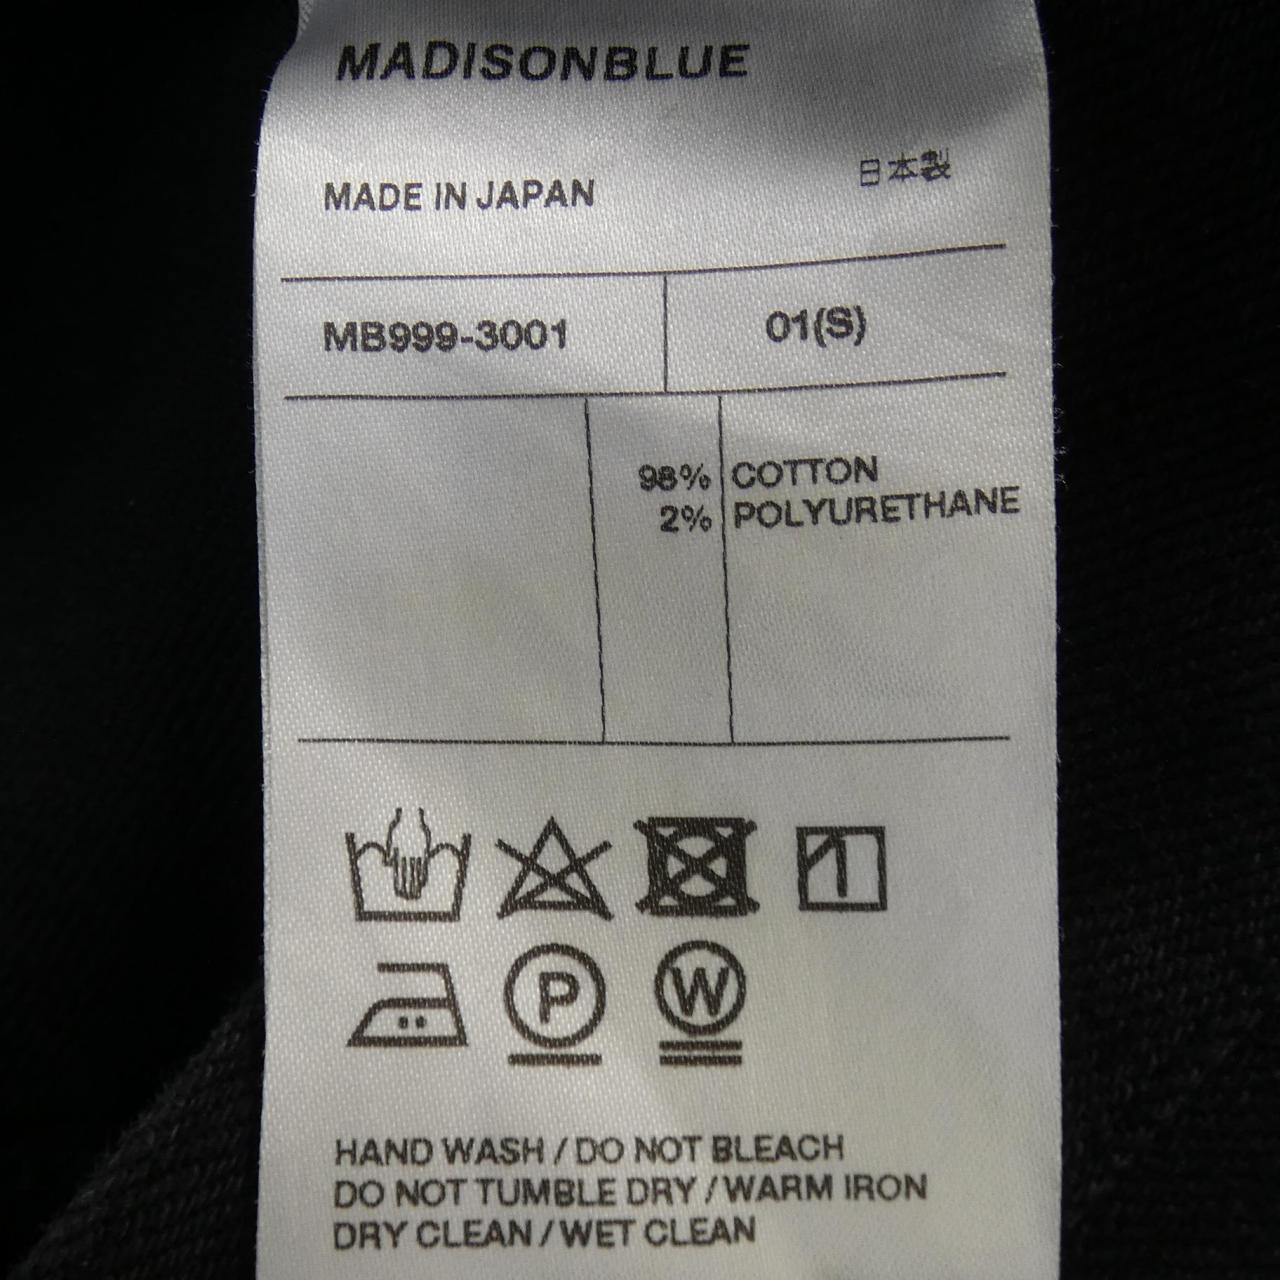 MADISONBLUE
MADE IN JAPAN 日本製
MB999-3001 01(S)
98% COTTON
2% POLYURETHANE
P W
HAND WASH / DO NOT BLEACH
DO NOT TUMBLE DRY / WARM IRON
DRY CLEAN / WET CLEAN